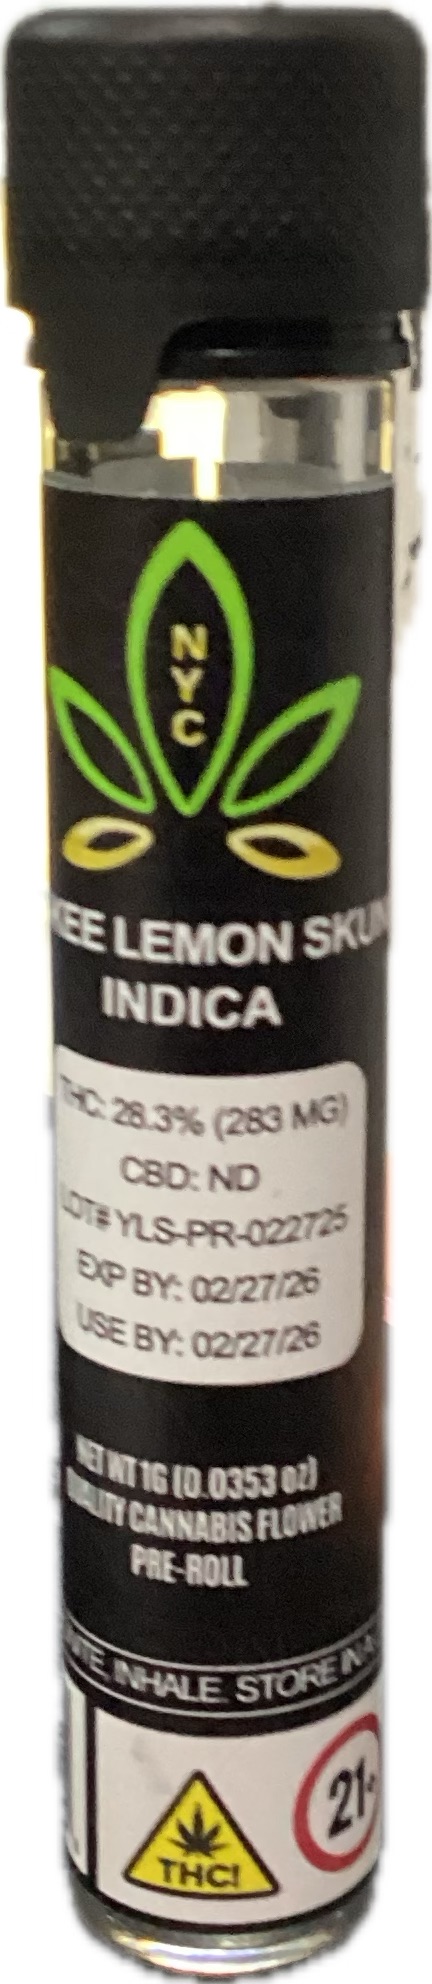 NYC
KEE LEMON SKUN
INDICA
THC: 28.3% (283 MG)
CBD: ND
LOT# YLS-PR-022725
EXP BY: 02/27/26
USE BY: 02/27/26
NET WT 1G (0.0353 oz)
QUALITY CANNABIS FLOWER
PRE-ROLL
INHALE. STORE IN A
THC!
21+